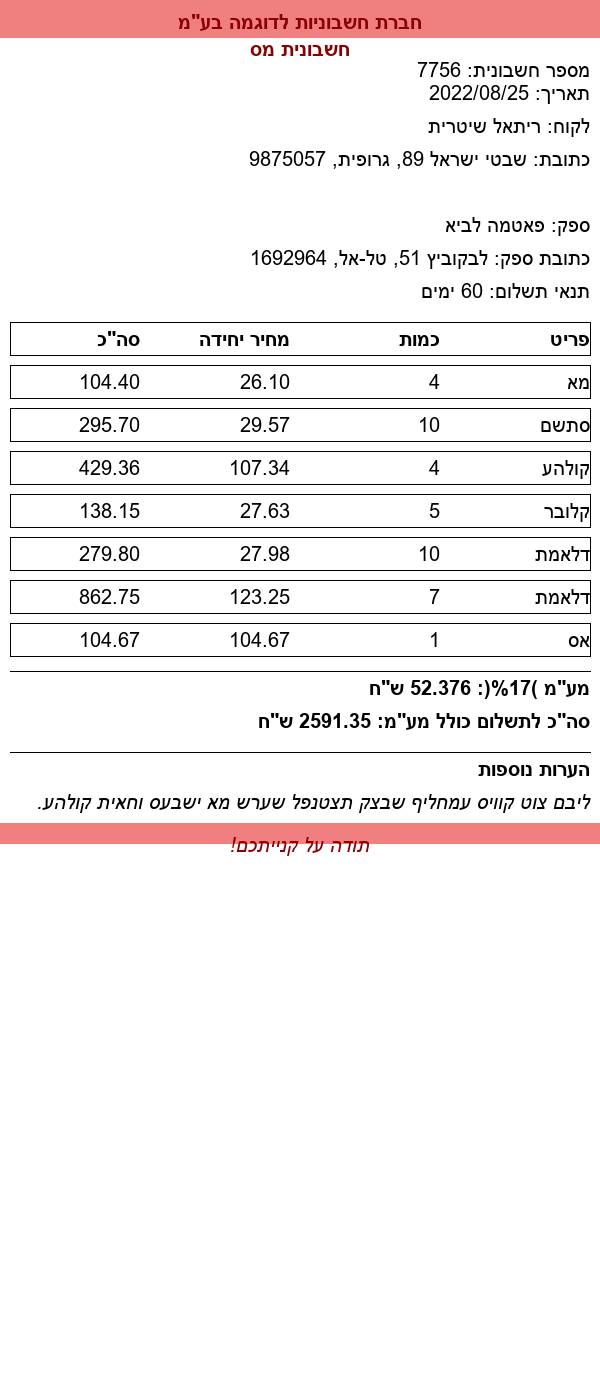 חברת חשבוניות לדוגמה בע"מ
חשבונית מס
מספר חשבונית: 7756
תאריך: 2022/08/25
לקוח: ריתאל שיטרית
כתובת: שבטי ישראל 89, גרופית, 9875057
ספק: פאטמה לביא
כתובת ספק: לבקוביץ 51, טל-אל, 1692964
תנאי תשלום: 60 ימים
פריט כמות מחיר יחידה סה"כ
מא 4 26.10 104.40
סתשם 10 29.57 295.70
קולהע 4 107.34 429.36
קלובר 5 27.63 138.15
דלאמת 10 27.98 279.80
דלאמת 7 123.25 862.75
אס 1 104.67 104.67
מע"מ )17%(: 52.376 ש"ח
סה"כ לתשלום כולל מע"מ: 2591.35 ש"ח
הערות נוספות
ליבם צוט קוויס עמחליף שבצק תצטנפל שערש מא ישבעס וחאית קולהע.
תודה על קנייתכם!